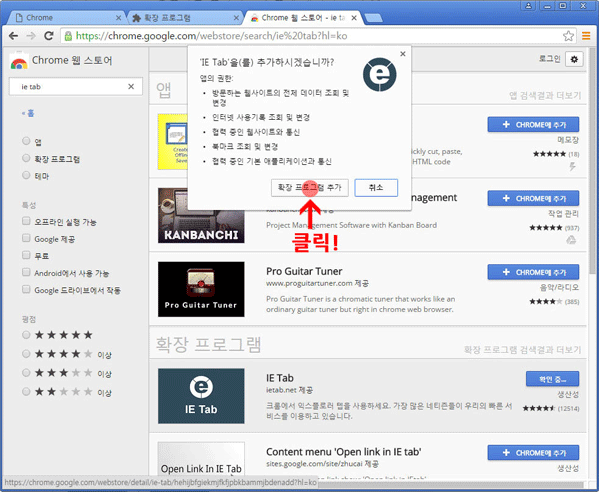 Chrome
확장 프로그램
Chrome 웹 스토어 - ie ta
https://chrome.google.com/webstore/search/ie%20tab?hl=ko
Chrome 웹 스토어
로그인
ie tab
« 홈
앱
확장 프로그램
테마
특성
오프라인 실행 가능
Google 제공
무료
Android에서 사용 가능
Google 드라이브에서 작동
평점
이상
이상
이상
'IE Tab'을(를) 추가하시겠습니까?
앱의 권한:
• 방문하는 웹사이트의 전체 데이터 조회 및
변경
• 인터넷 사용기록 조회 및 변경
• 협력 중인 웹사이트와 통신
• 북마크 조회 및 변경
• 협력 중인 기본 애플리케이션과 통신
확장 프로그램 추가
취소
클릭!
앱
앱 검색결과 더보기
Create
+ CHROME에 추가
메모장
(18)
ckly cut, paste,
HTML code
KANBANCHI
Management
Project Management Software with Kanban Board
+ CHROME에 추가
작업 관리
(937)
Pro Guitar Tuner
Pro Guitar Tuner
www.proguitartuner.com 제공
Pro Guitar Tuner is a chromatic tuner that works like an
ordinary guitar tuner but right in chrome web browser.
+ CHROME에 추가
음악/라디오
(385)
확장 프로그램
확장 프로그램 검색결과 더보기
IE Tab
IE Tab
ietab.net 제공
크롬에서 익스플로러 탭을 사용하세요. 가장 많은 네티즌들이 우리의 빠른 서
비스를 이용하고 있습니다.
확인 중...
생산성
(12514)
Open Link In IE Tab
Content menu 'Open link in IE tab'
sites.google.com/site/zhucai 제공
+ CHROME에 추가
생산성
https://chrome.google.com/webstore/detail/ie-tab/hehijbfgiekmjfkfjpbkbammjbdenadd?hl=ko